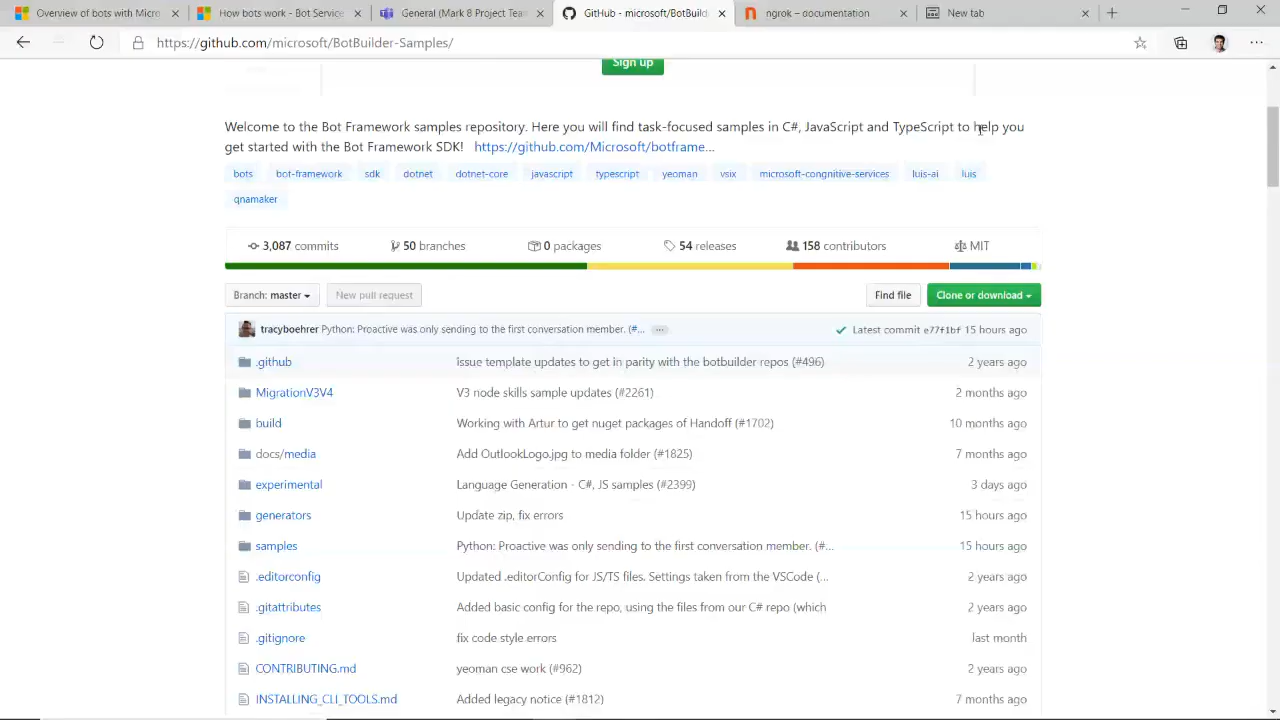 Overview of bots with Micros
How bots work - Bot Service
General (Mark 8 Project Team
GitHub - microsoft/BotBuild
ngrok - documentation
New tab
https://github.com/microsoft/BotBuilder-Samples/
Sign up
Welcome to the Bot Framework samples repository. Here you will find task-focused samples in C#, JavaScript and TypeScript to help you
get started with the Bot Framework SDK! https://github.com/Microsoft/botframe...
bots bot-framework sdk dotnet dotnet-core javascript typescript yeoman vsix microsoft-congnitive-services luis-ai luis
qnamaker
3,087 commits 50 branches 0 packages 54 releases 158 contributors MIT
Branch: master New pull request Find file Clone or download
tracyboehrer Python: Proactive was only sending to the first conversation member. (#... ... Latest commit e77f1bf 15 hours ago
.github Issue template updates to get in parity with the botbuilder repos (#496) 2 years ago
MigrationV3V4 V3 node skills sample updates (#2261) 2 months ago
build Working with Artur to get nuget packages of Handoff (#1702) 10 months ago
docs/media Add OutlookLogo.jpg to media folder (#1825) 7 months ago
experimental Language Generation - C#, JS samples (#2399) 3 days ago
generators Update zip, fix errors 15 hours ago
samples Python: Proactive was only sending to the first conversation member. (#... 15 hours ago
.editorconfig Updated .editorConfig for JS/TS files. Settings taken from the VSCode (... 2 years ago
.gitattributes Added basic config for the repo, using the files from our C# repo (which 2 years ago
.gitignore fix code style errors last month
CONTRIBUTING.md yeoman cse work (#962) 2 years ago
INSTALLING_CLI_TOOLS.md Added legacy notice (#1812) 7 months ago